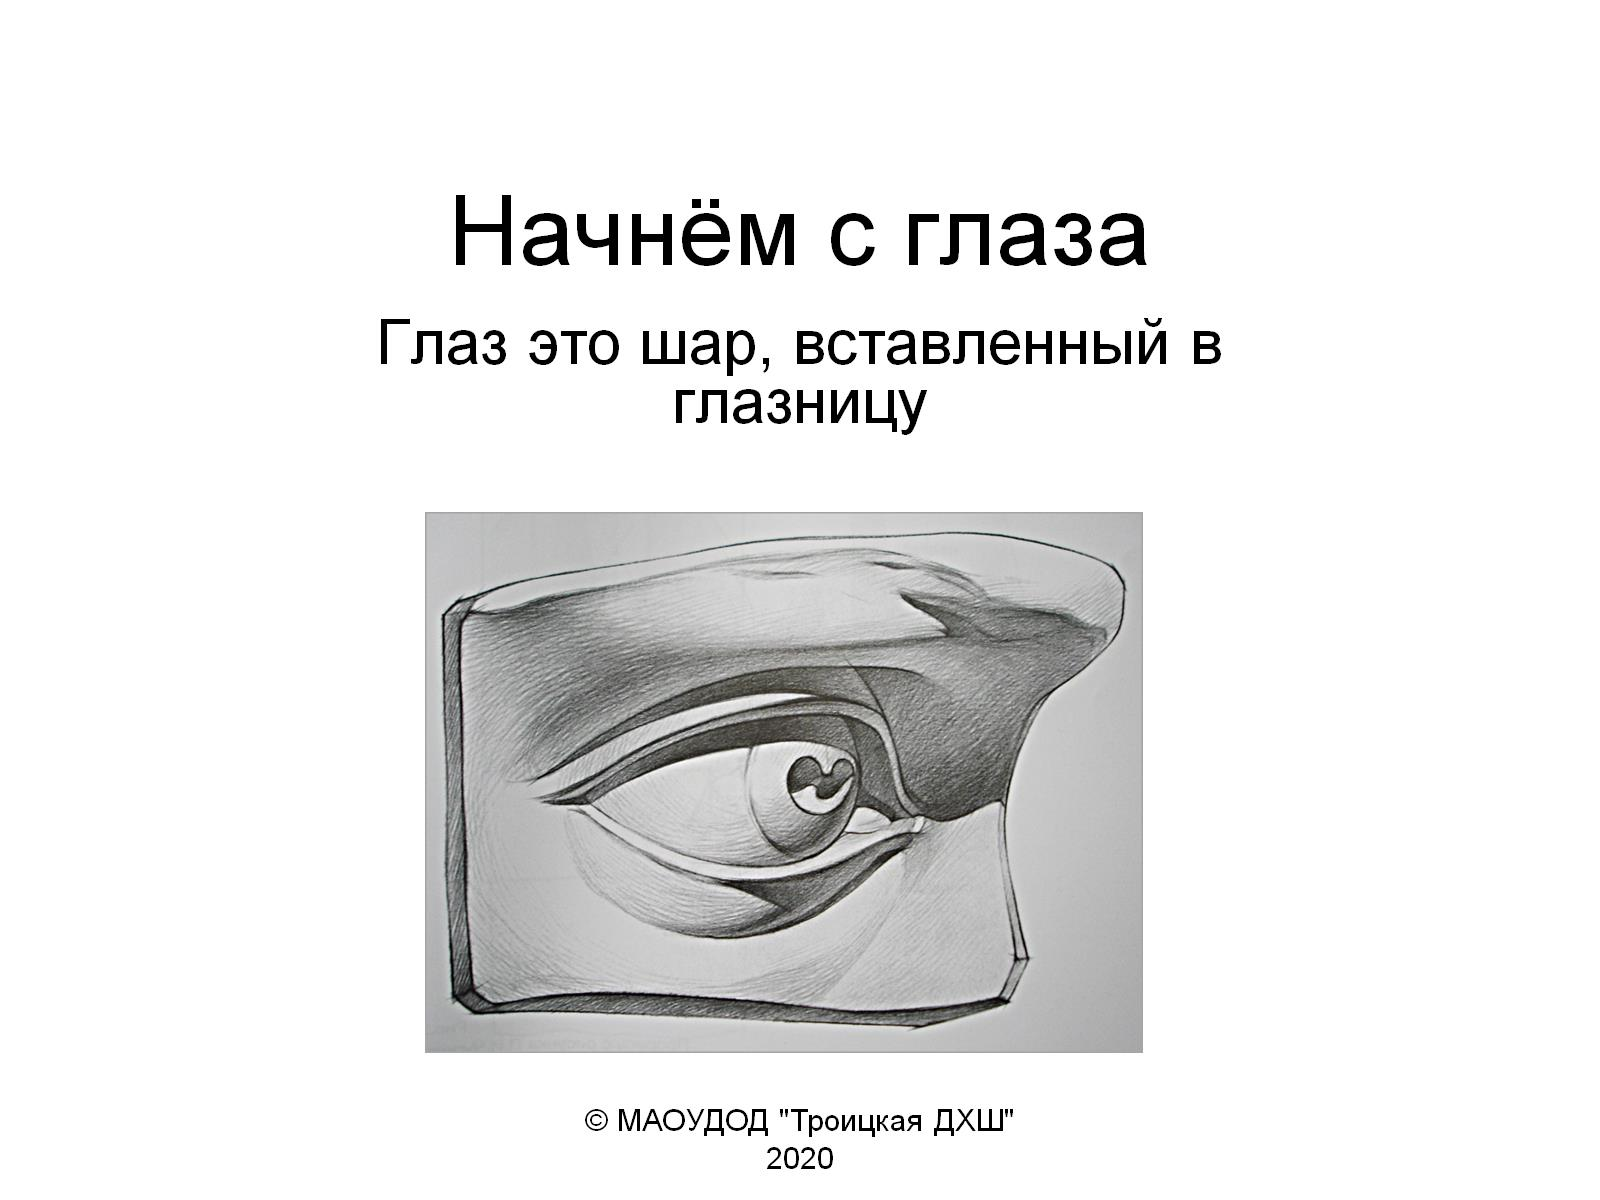 Начнём с глаза
Глаз это шар, вставленный в
глазницу
© МАОУДОД "Троицкая ДХШ"
2020